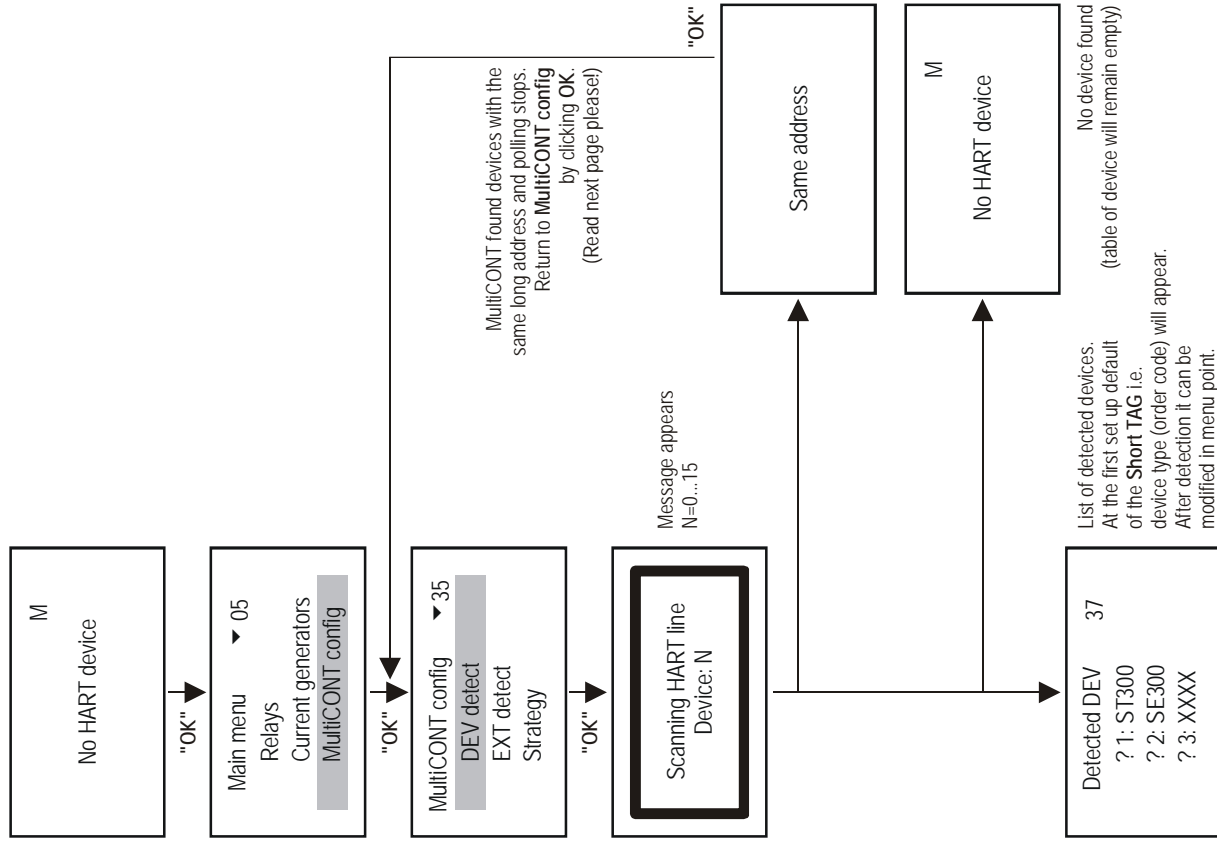 No HART device
M
"OK"
Main menu ▼ 05
Relays
Current generators
MultiCONT config
"OK"
MultiCONT config ▼ 35
DEV detect
EXT detect
Strategy
"OK"
Scanning HART line
Device: N
Message appears
N=0...15
MultiCONT found devices with the
same long address and polling stops.
Return to MultiCONT config
by clicking OK.
(Read next page please!)
"OK"
Same address
No HART device
M
No device found
(table of device will remain empty)
Detected DEV 37
? 1: ST300
? 2: SE300
? 3: XXXX
List of detected devices.
At the first set up default
of the Short TAG i.e.
device type (order code) will appear.
After detection it can be
modified in menu point.